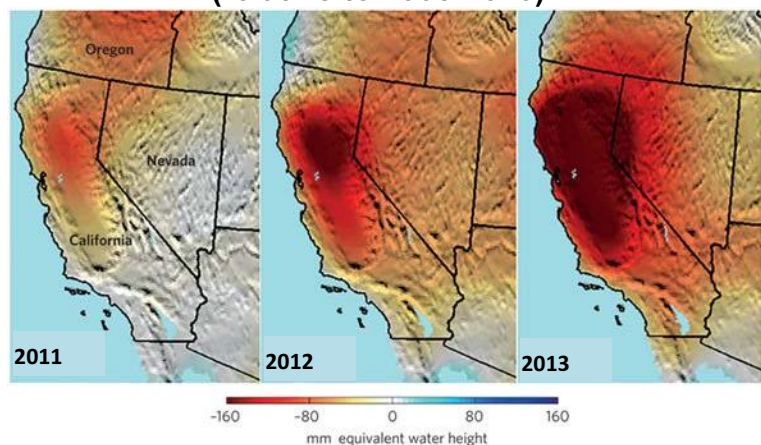 Oregon
Nevada
California
2011
2012
2013
-160 -80 0 80 160
mm equivalent water height